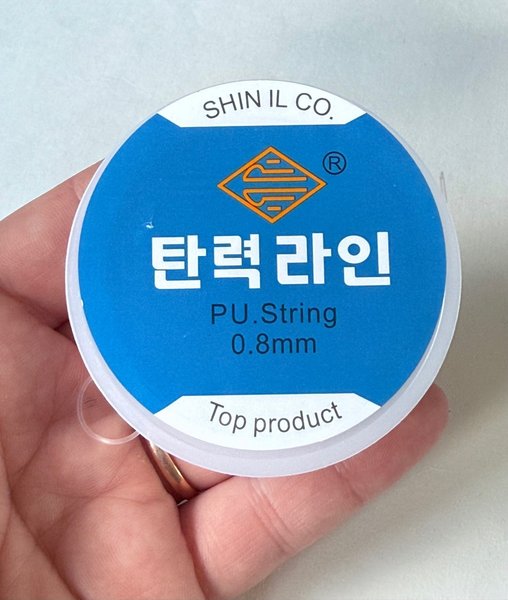 SHIN IL CO.
®
탄력 라인
PU.String
0.8mm
Top product